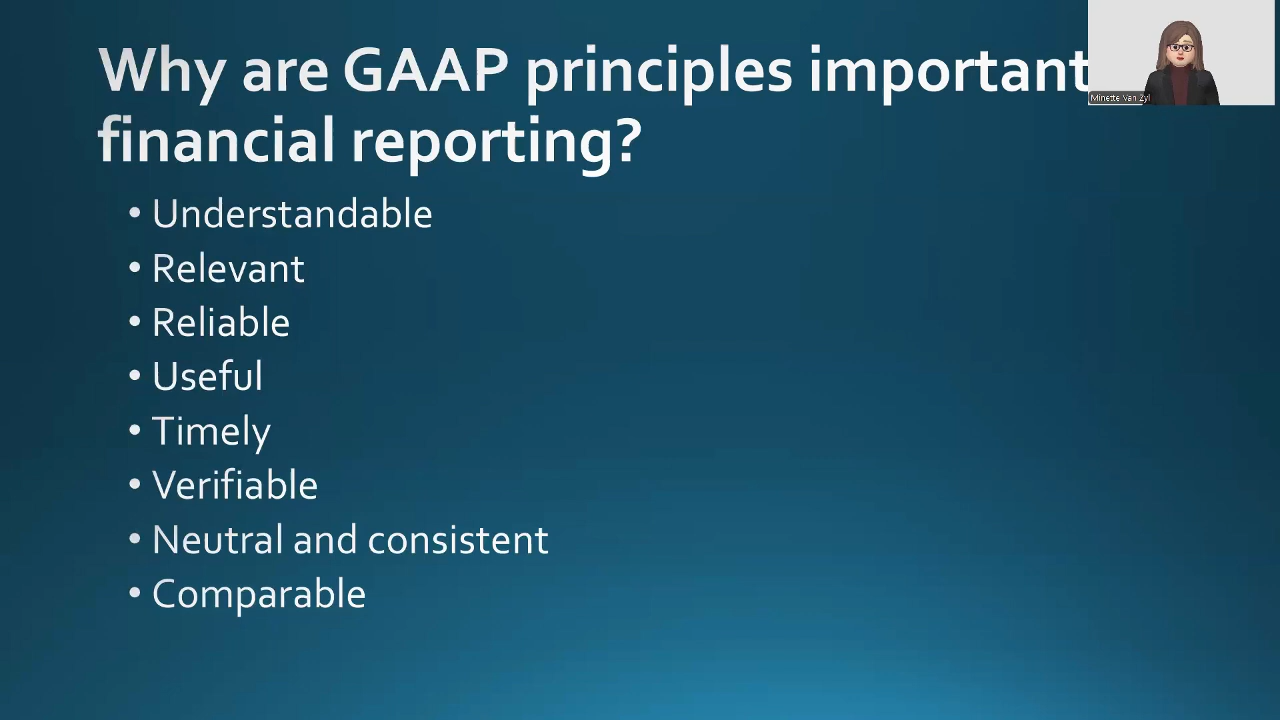 Why are GAAP principles important
financial reporting?
• Understandable
• Relevant
• Reliable
• Useful
• Timely
• Verifiable
• Neutral and consistent
• Comparable
Minette Van Zyl